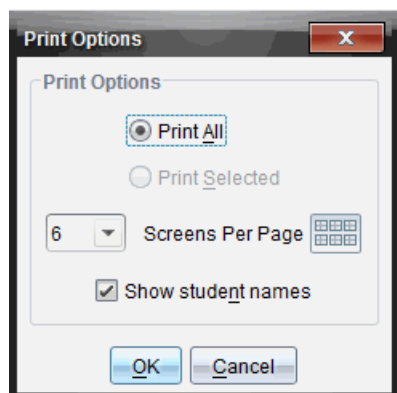 Print Options
Print Options
Print All
Print Selected
6 Screens Per Page
Show student names
OK Cancel